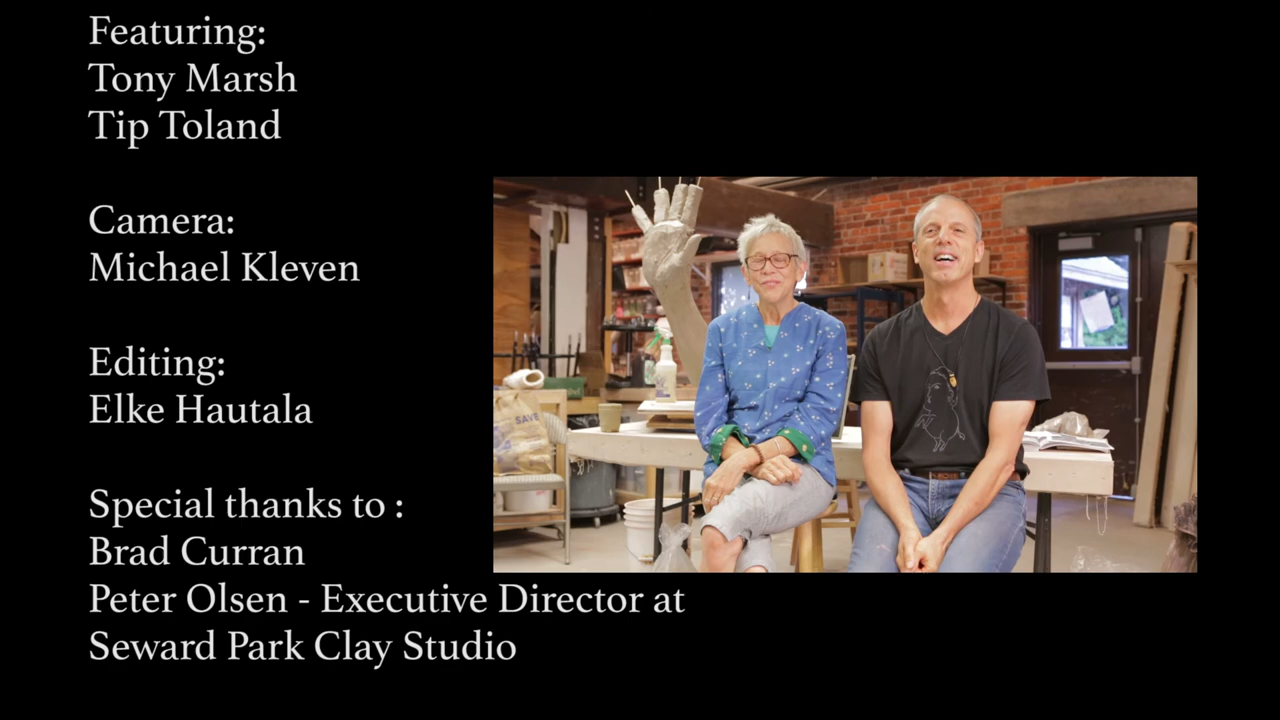 Featuring:
Tony Marsh
Tip Toland
Camera:
Michael Kleven
Editing:
Elke Hautala
Special thanks to :
Brad Curran
Peter Olsen - Executive Director at
Seward Park Clay Studio
SAVE